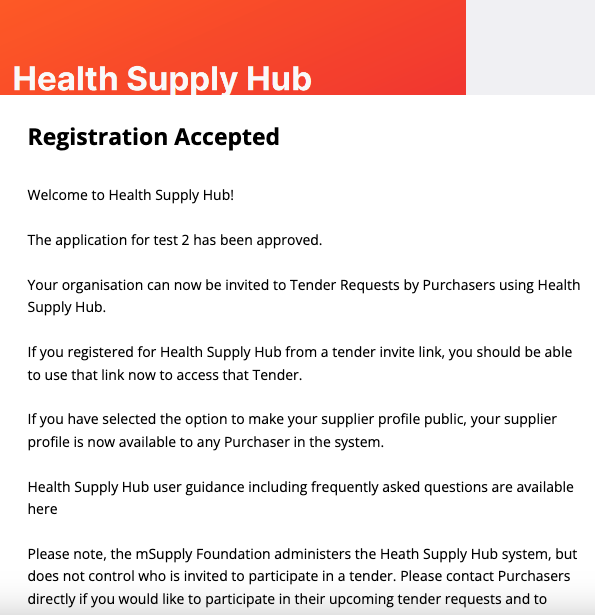 Health Supply Hub
Registration Accepted
Welcome to Health Supply Hub!
The application for test 2 has been approved.
Your organisation can now be invited to Tender Requests by Purchasers using Health
Supply Hub.
If you registered for Health Supply Hub from a tender invite link, you should be able
to use that link now to access that Tender.
If you have selected the option to make your supplier profile public, your supplier
profile is now available to any Purchaser in the system.
Health Supply Hub user guidance including frequently asked questions are available
here
Please note, the mSupply Foundation administers the Heath Supply Hub system, but
does not control who is invited to participate in a tender. Please contact Purchasers
directly if you would like to participate in their upcoming tender requests and to